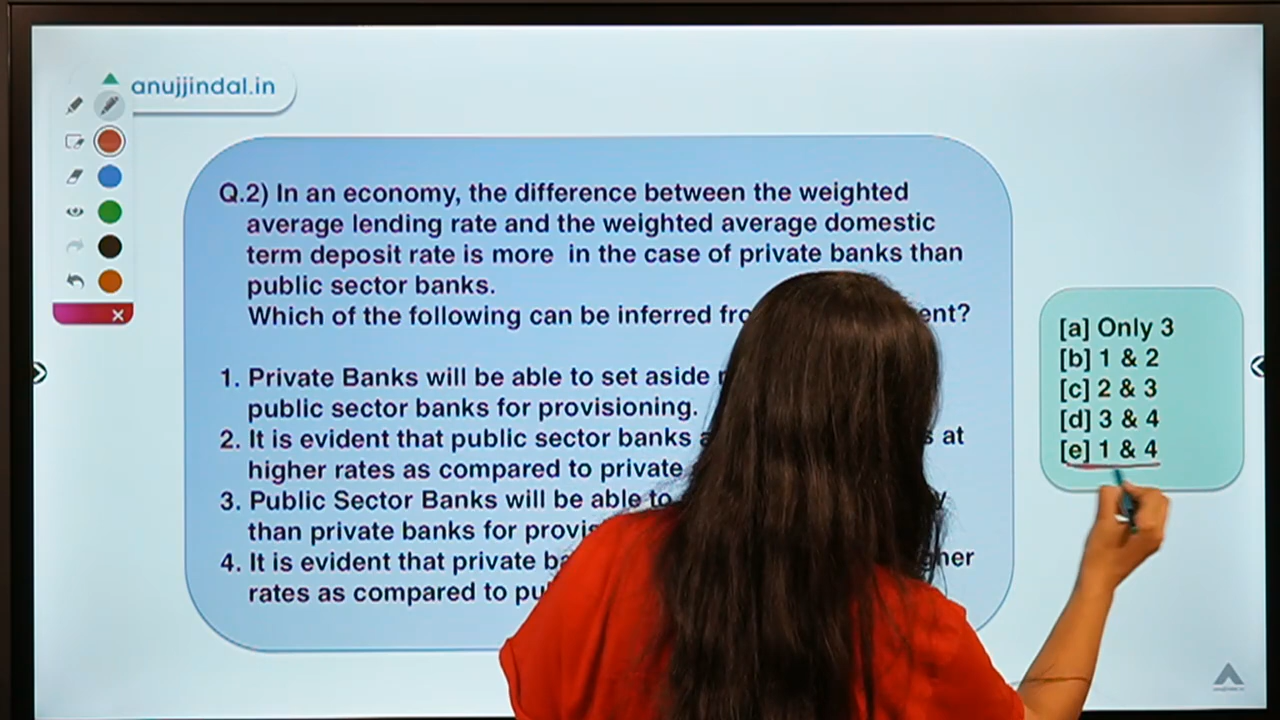 anujjindal.in
Q.2) In an economy, the difference between the weighted
average lending rate and the weighted average domestic
term deposit rate is more in the case of private banks than
public sector banks.
Which of the following can be inferred ent?
1. Private Banks will be able to set aside
public sector banks for provisioning.
2. It is evident that public sector banks at
higher rates as compared to private
3. Public Sector Banks will be able to
than private banks for
4. It is evident that private
rates as compared to
[a] Only 3
[b] 1 & 2
[c] 2 & 3
[d] 3 & 4
[e] 1 & 4